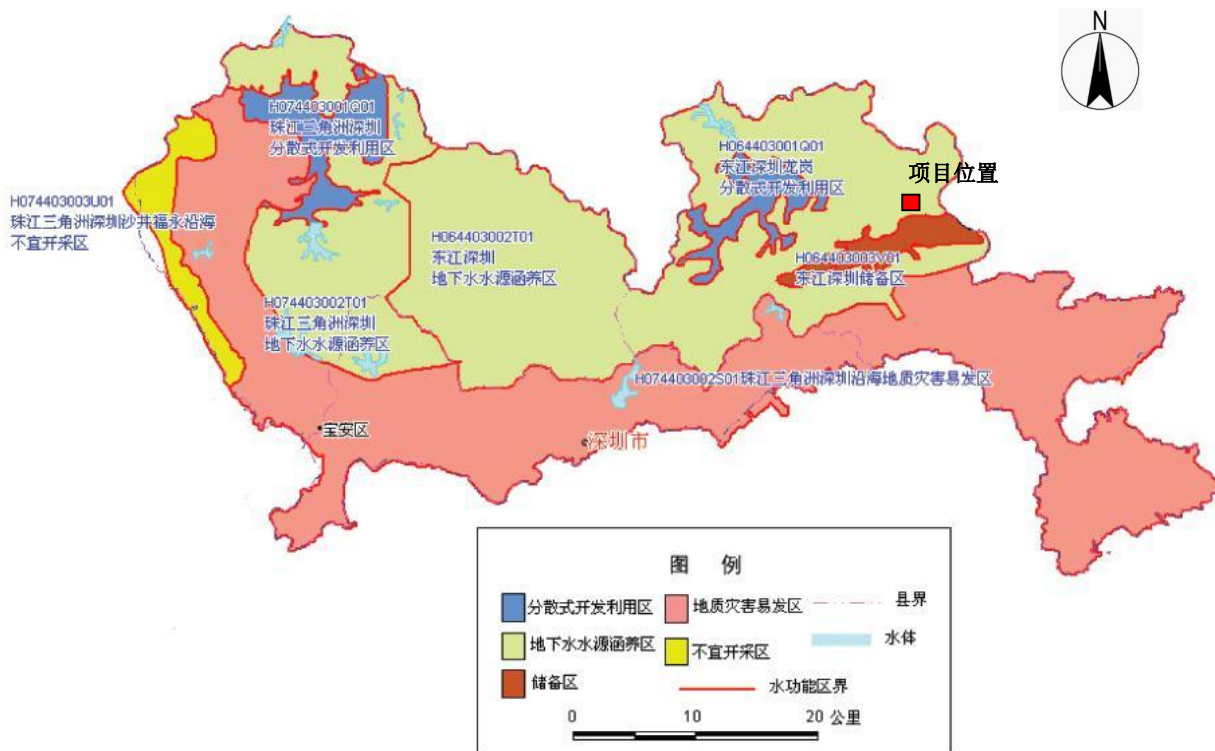 N
H074403001Q01
珠江三角洲深圳
分散式开发利用区
H064403001Q01
东江深圳龙岗
分散式开发利用区
项目位置
H074403003U01
珠江三角洲深圳沙井福永沿海
不宜开采区
H064403002T01
东江深圳
地下水水源涵养区
H064403003V01
东江深圳储备区
H074403002T01
珠江三角洲深圳
地下水水源涵养区
H074403002S01珠江三角洲深圳沿海地质灾害易发区
宝安区
深圳市
图 例
分散式开发利用区
地质灾害易发区
县界
地下水水源涵养区
不宜开采区
水体
储备区
水功能区界
0 10 20 公里